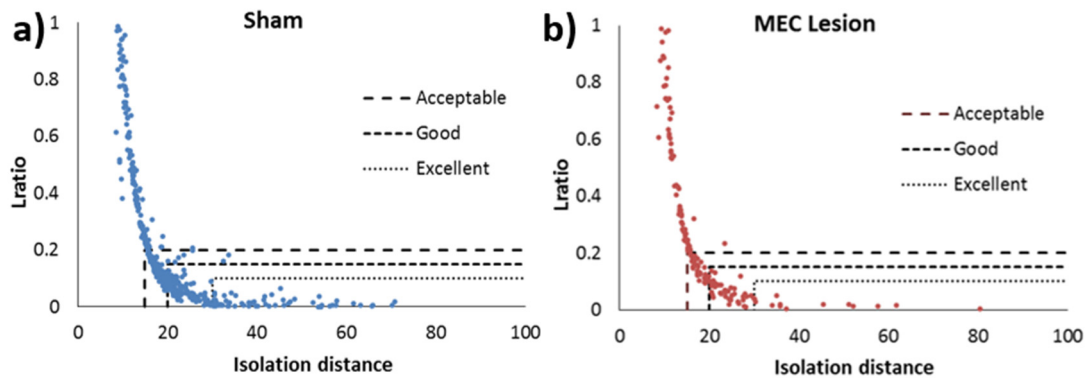 a) Sham
1
0.8
0.6
0.4
0.2
0
Lratio
Acceptable
Good
Excellent
0 20 40 60 80 100
Isolation distance
b) MEC Lesion
1
0.8
0.6
0.4
0.2
0
Lratio
Acceptable
Good
Excellent
0 20 40 60 80 100
Isolation distance